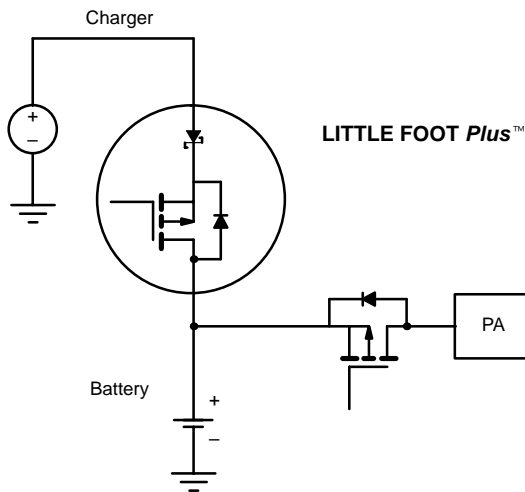 Charger
+
–
LITTLE FOOT Plus™
PA
Battery
+
–